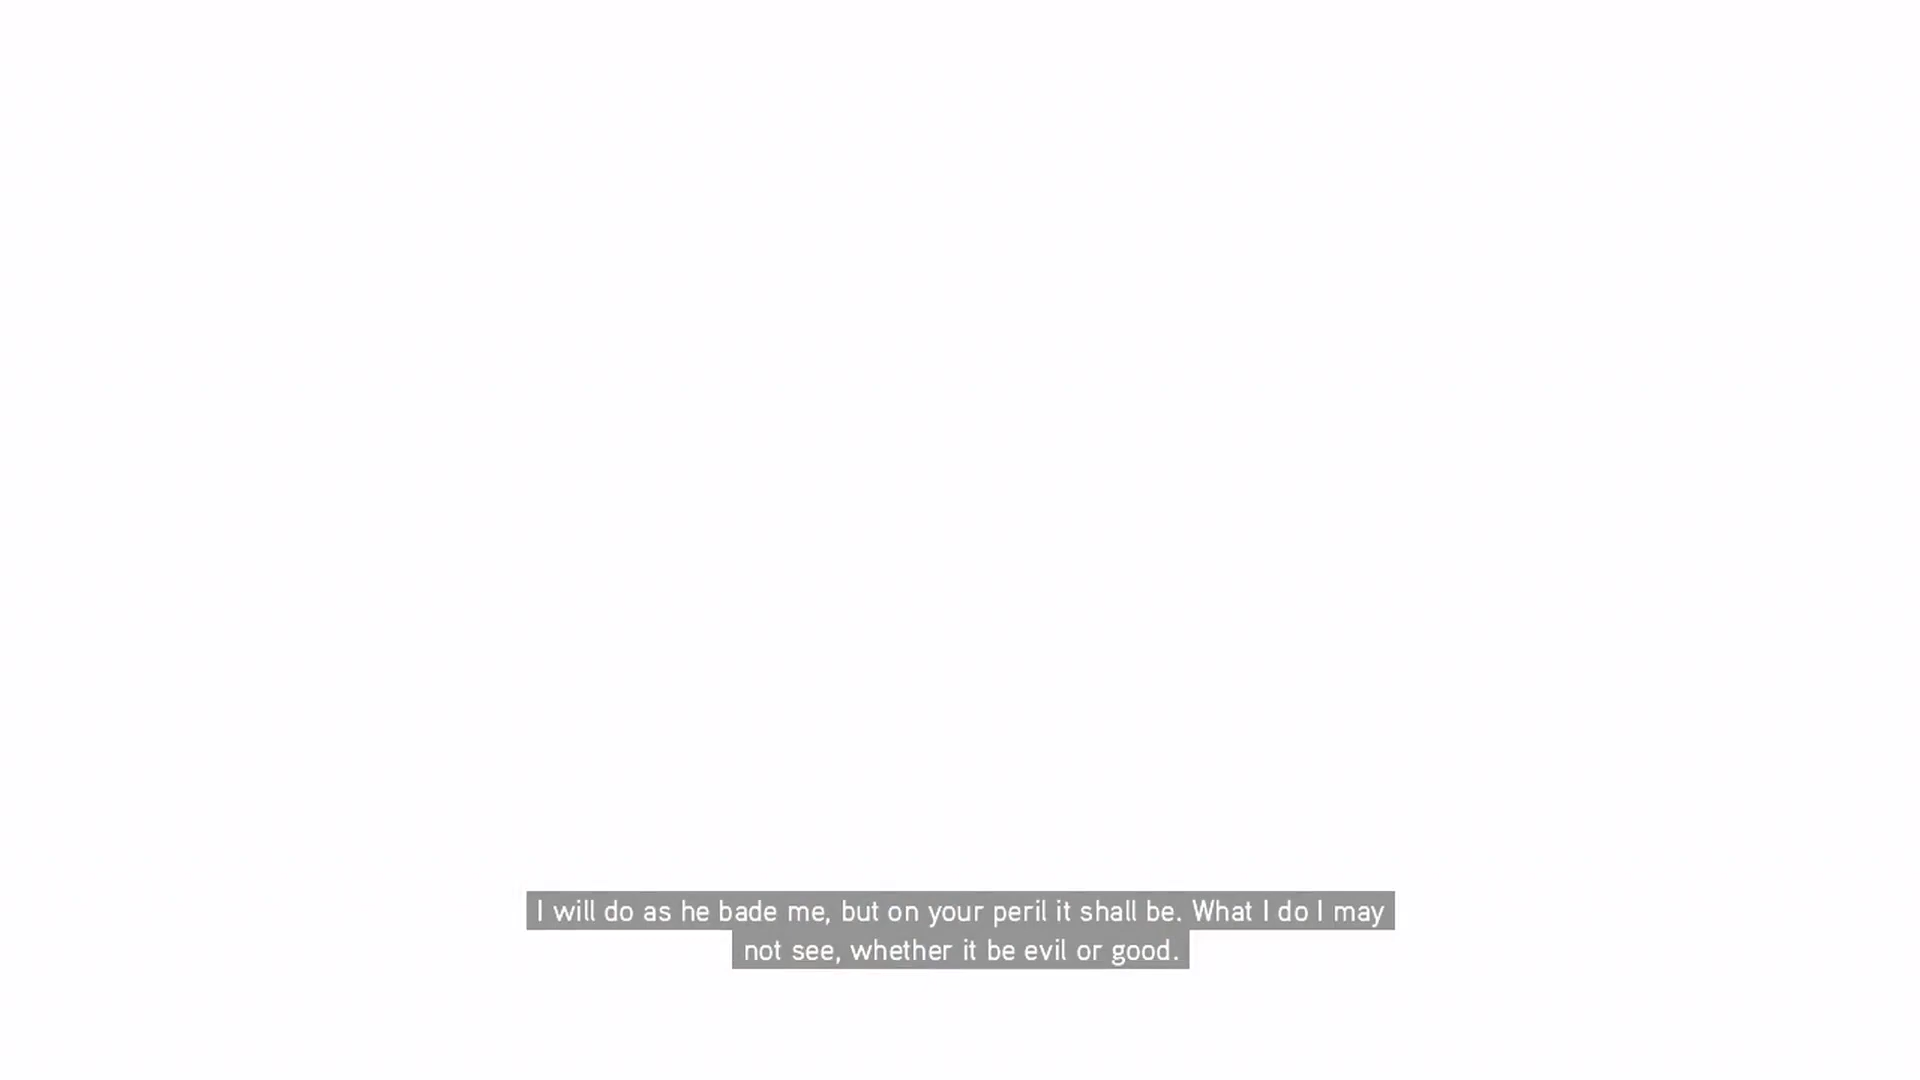 I will do as he bade me, but on your peril it shall be. What I do I may
not see, whether it be evil or good.